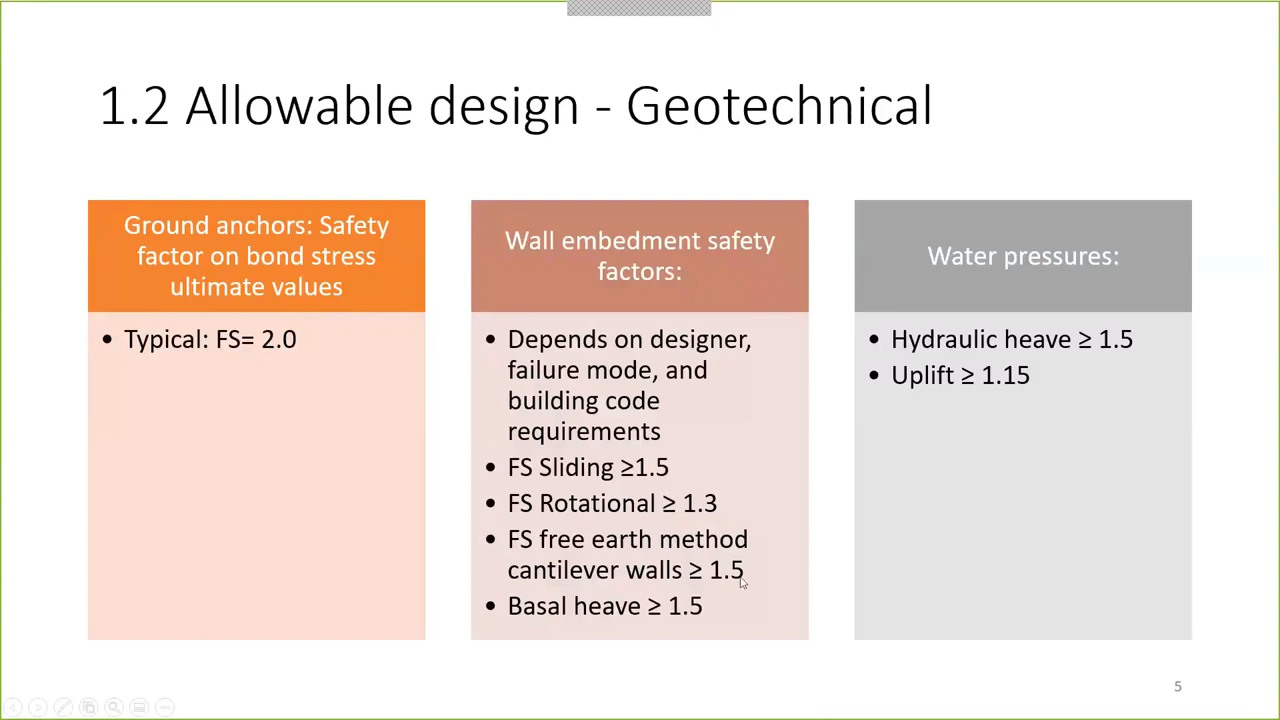 1.2 Allowable design - Geotechnical
Ground anchors: Safety
factor on bond stress
ultimate values
• Typical: FS= 2.0
Wall embedment safety
factors:
• Depends on designer,
failure mode, and
building code
requirements
• FS Sliding ≥1.5
• FS Rotational ≥ 1.3
• FS free earth method
cantilever walls ≥ 1.5
• Basal heave ≥ 1.5
Water pressures:
• Hydraulic heave ≥ 1.5
• Uplift ≥ 1.15
5